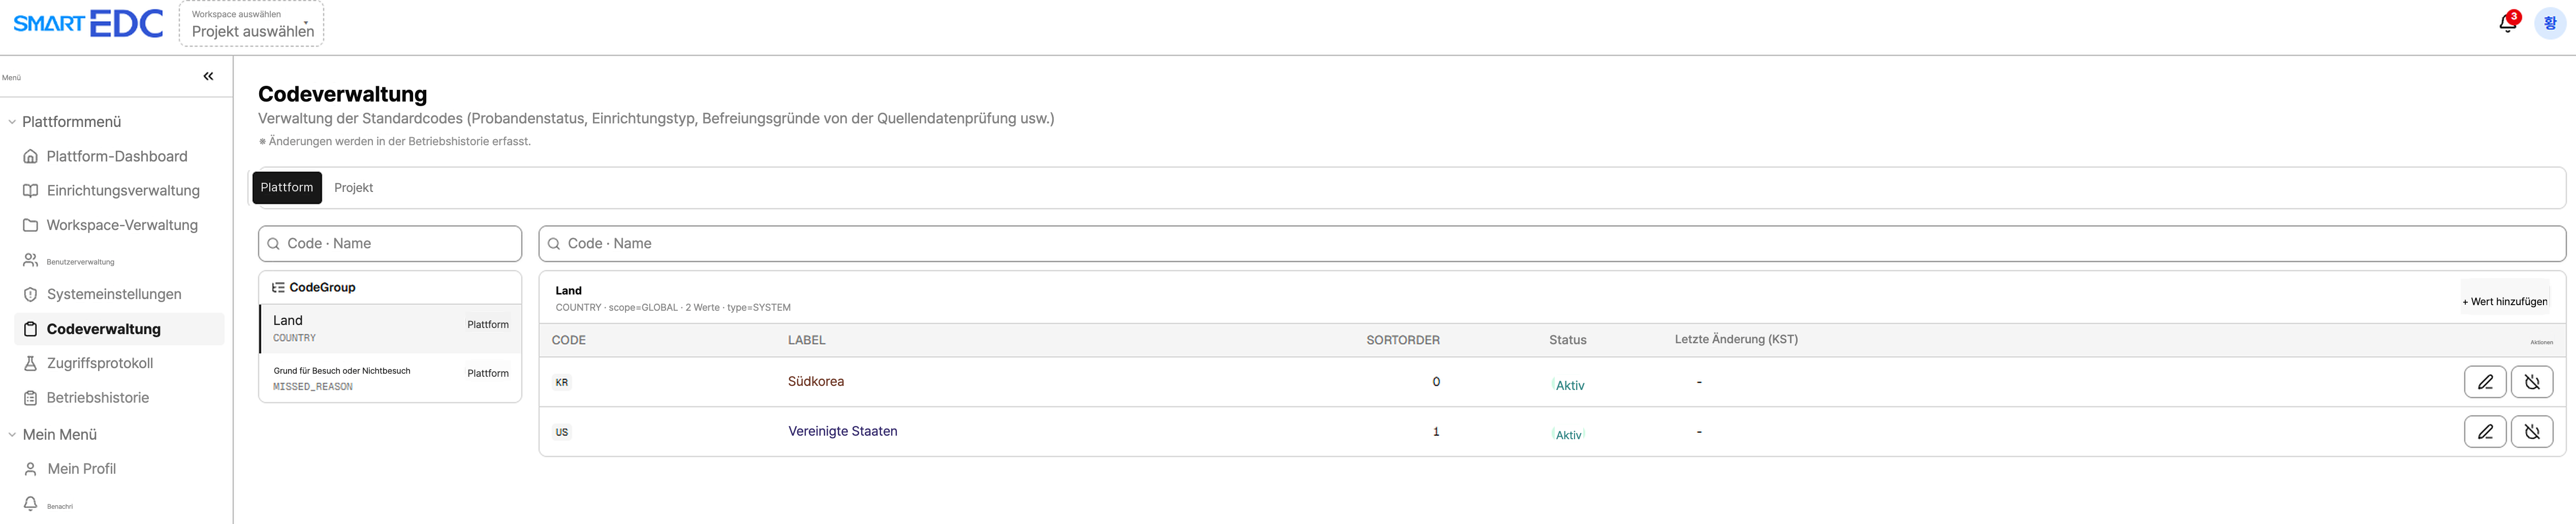 SMART EDC
Workspace auswählen
Projekt auswählen
3
황
Menü
Plattformmenü
Plattform-Dashboard
Einrichtungsverwaltung
Workspace-Verwaltung
Benutzerverwaltung
Systemeinstellungen
Codeverwaltung
Zugriffsprotokoll
Betriebshistorie
Mein Menü
Mein Profil
Benachri
Codeverwaltung
Verwaltung der Standardcodes (Probandenstatus, Einrichtungstyp, Befreiungsgründe von der Quellendatenprüfung usw.)
※ Änderungen werden in der Betriebshistorie erfasst.
Plattform Projekt
Code · Name
CodeGroup
Land Plattform
COUNTRY
Grund für Besuch oder Nichtbesuch Plattform
MISSED_REASON
Code · Name
Land
COUNTRY · scope=GLOBAL · 2 Werte · type=SYSTEM
+ Wert hinzufügen
CODE LABEL SORTORDER Status Letzte Änderung (KST) Aktionen
KR Südkorea 0 Aktiv -
US Vereinigte Staaten 1 Aktiv -